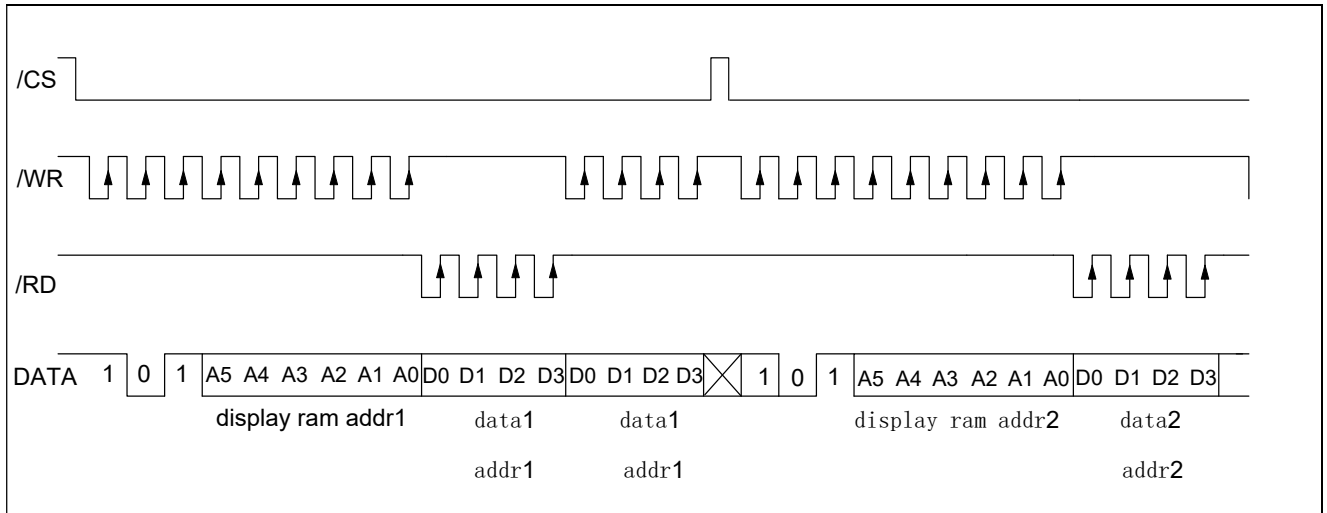 /CS
/WR
/RD
DATA 1 0 1 A5 A4 A3 A2 A1 A0 D0 D1 D2 D3 D0 D1 D2 D3 1 0 1 A5 A4 A3 A2 A1 A0 D0 D1 D2 D3
display ram addr1 data1 data1 display ram addr2 data2
addr1 addr1 addr2